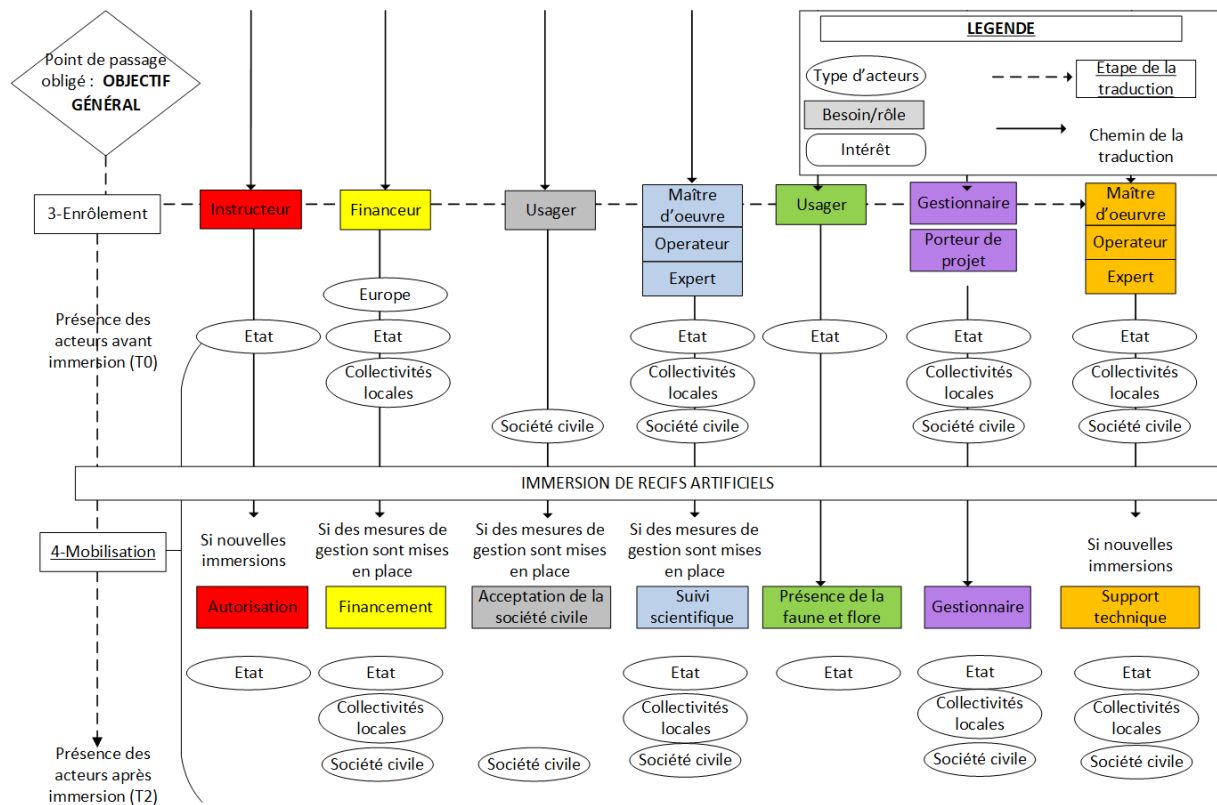 Point de passage
obligé : OBJECTIF
GÉNÉRAL
LEGENDE
Type d'acteurs
Besoin/rôle
Intérêt
Etape de la
traduction
Chemin de la
traduction
3-Enrôlement
Instructeur
Financeur
Usager
Maître
d'oeuvre
Operateur
Expert
Usager
Gestionnaire
Porteur de
projet
Maître
d'oeurvre
Operateur
Expert
Présence des
acteurs avant
immersion (T0)
Etat
Europe
Etat
Collectivités
locales
Société civile
Etat
Collectivités
locales
Société civile
Etat
Etat
Collectivités
locales
Société civile
Etat
Collectivités
locales
Société civile
IMMERSION DE RECIFS ARTIFICIELS
4-Mobilisation
Si nouvelles
immersions
Si des mesures de
gestion sont mises
en place
Si des mesures de
gestion sont mises
en place
Si des mesures de
gestion sont mises
en place
Si nouvelles
immersions
Autorisation
Financement
Acceptation de la
société civile
Suivi
scientifique
Présence de la
faune et flore
Gestionnaire
Support
technique
Présence des
acteurs après
immersion (T2)
Etat
Etat
Collectivités
locales
Société civile
Société civile
Etat
Collectivités
locales
Société civile
Etat
Etat
Collectivités
locales
Société civile
Etat
Collectivités
locales
Société civile